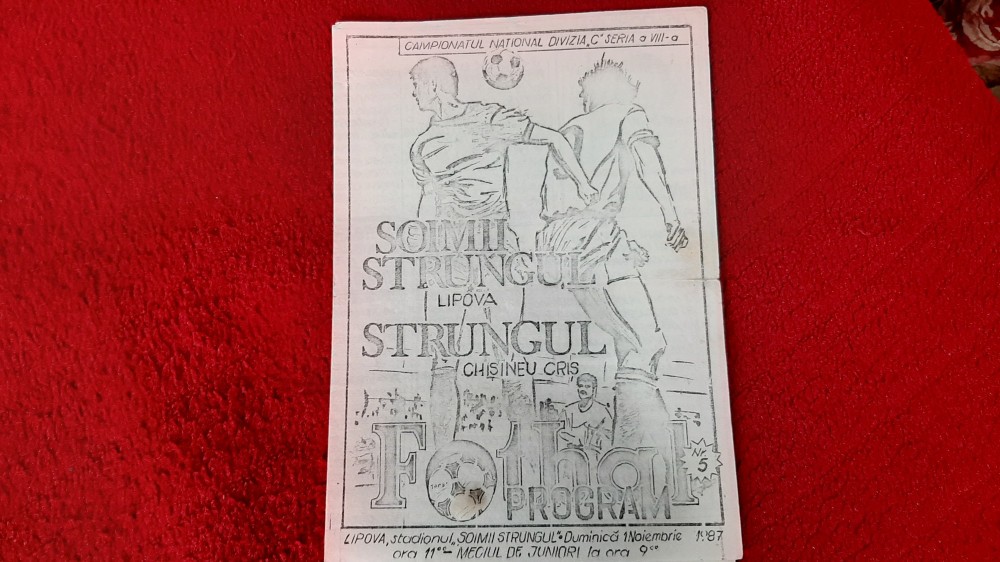 CAMPIONATUL NATIONAL DIVIZIA „C" SERIA a VIII-a
SOIMII
STRUNGUL
LIPOVA
STRUNGUL
CHIȘINEU CRIS
Fotbal
Nr.
5
PROGRAM
LIPOVA, stadionul „SOIMII STRUNGUL" • Duminică 1 Noiembrie 1987
ora 11°° MECIUL DE JUNIORI la ora 9°°